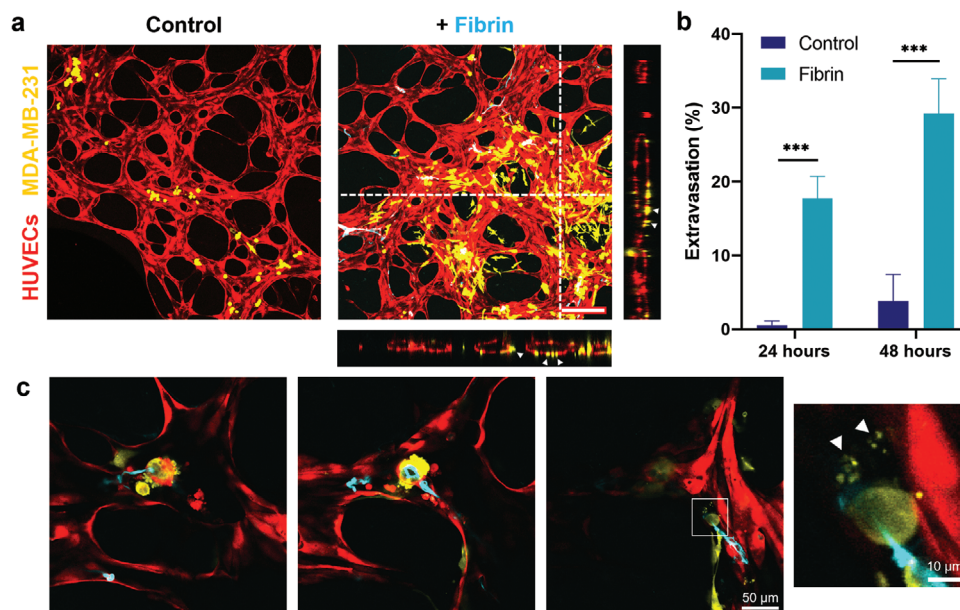 a
Control
+ Fibrin
HUVECs MDA-MB-231
b
Control
Fibrin
***
***
Extravasation (%)
40
30
20
10
0
24 hours
48 hours
c
50 µm
10 µm